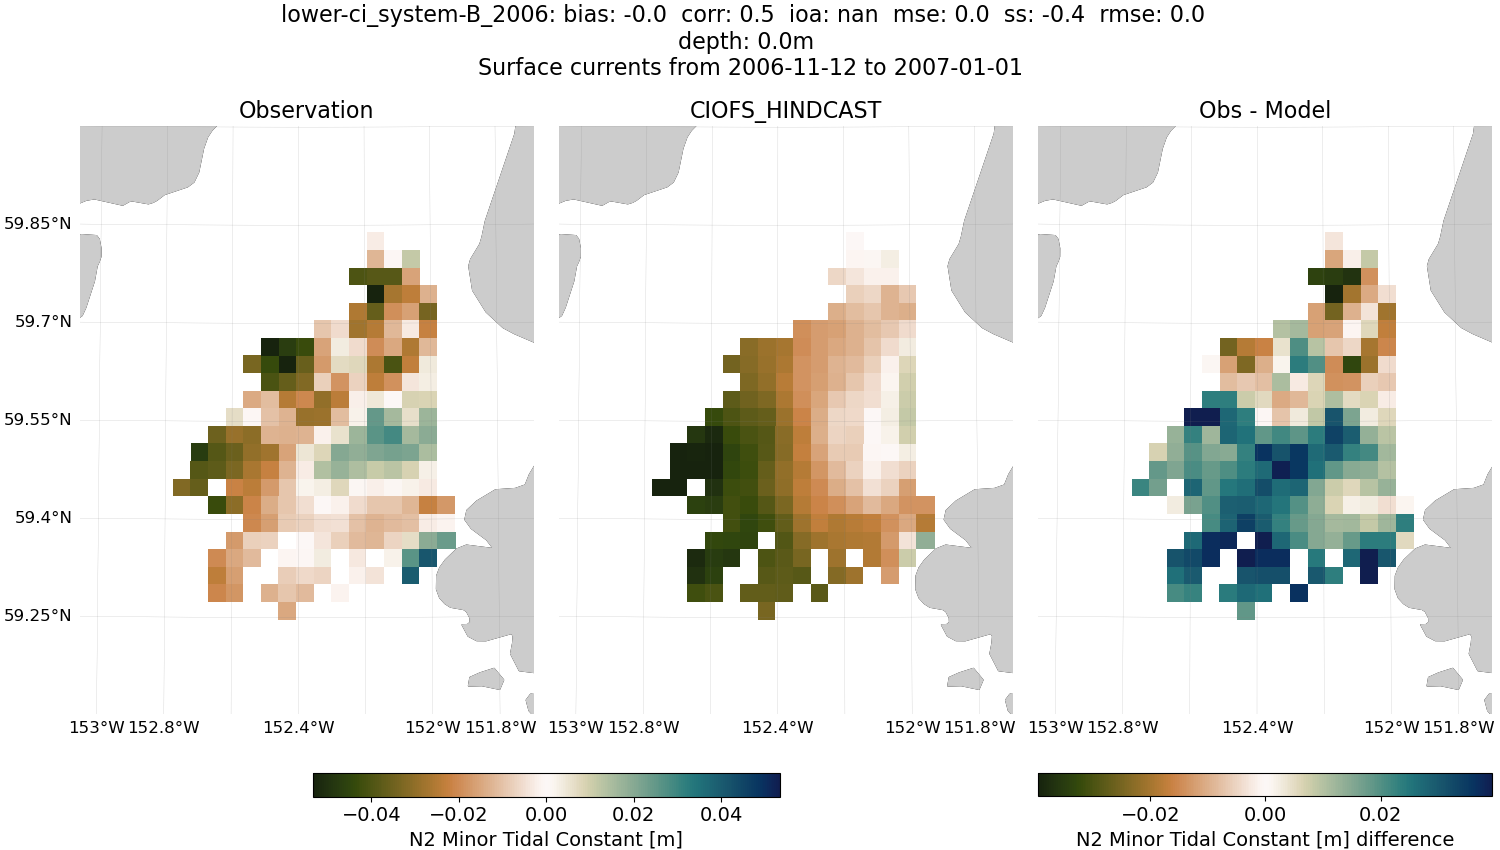 lower-ci_system-B_2006: bias: -0.0  corr: 0.5  ioa: nan  mse: 0.0  ss: -0.4  rmse: 0.0
depth: 0.0m
Surface currents from 2006-11-12 to 2007-01-01
Observation
CIOFS_HINDCAST
Obs - Model
59.85°N
59.7°N
59.55°N
59.4°N
59.25°N
153°W 152.8°W 152.4°W 152°W 151.8°W
153°W 152.8°W 152.4°W 152°W 151.8°W
153°W 152.8°W 152.4°W 152°W 151.8°W
−0.04 −0.02 0.00 0.02 0.04
N2 Minor Tidal Constant [m]
−0.02 0.00 0.02
N2 Minor Tidal Constant [m] difference